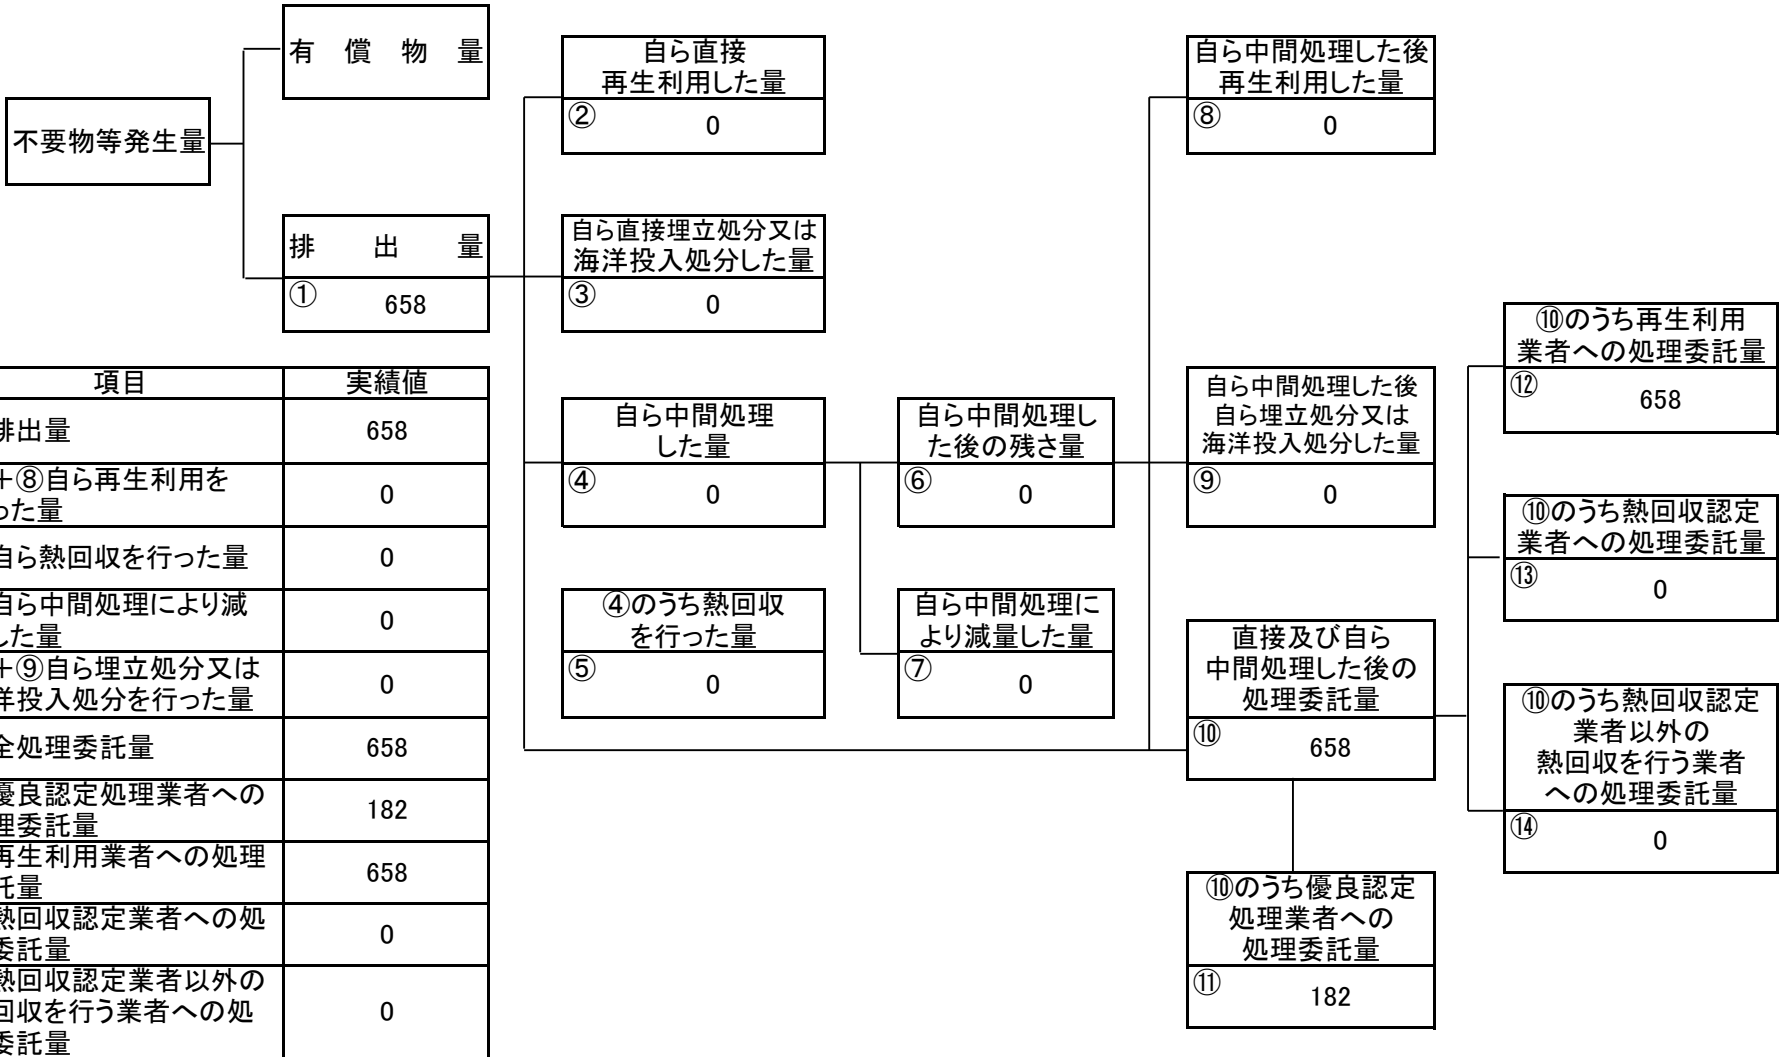 有償物量
不要物等発生量
排出量
① 658
自ら直接
再生利用した量
② 0
自ら直接埋立処分又は
海洋投入処分した量
③ 0
自ら中間処理
した量
④ 0
④のうち熱回収
を行った量
⑤ 0
自ら中間処理し
た後の残さ量
⑥ 0
自ら中間処理に
より減量した量
⑦ 0
自ら中間処理した後
再生利用した量
⑧ 0
自ら中間処理した後
自ら埋立処分又は
海洋投入処分した量
⑨ 0
直接及び自ら
中間処理した後の
処理委託量
⑩ 658
⑩のうち優良認定
処理業者への
処理委託量
⑪ 182
⑩のうち再生利用
業者への処理委託量
⑫ 658
⑩のうち熱回収認定
業者への処理委託量
⑬ 0
⑩のうち熱回収認定
業者以外の
熱回収を行う業者
への処理委託量
⑭ 0
項目 実績値
排出量 658
+⑧自ら再生利用を
った量 0
自ら熱回収を行った量 0
自ら中間処理により減
した量 0
+⑨自ら埋立処分又は
洋投入処分を行った量 0
全処理委託量 658
優良認定処理業者への
理委託量 182
再生利用業者への処理
託量 658
熱回収認定業者への処
委託量 0
熱回収認定業者以外の
回収を行う業者への処
委託量 0